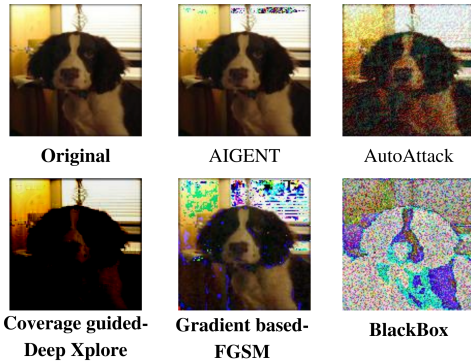 Original
AIGENT
AutoAttack
Coverage guided-
Deep Xplore
Gradient based-
FGSM
BlackBox